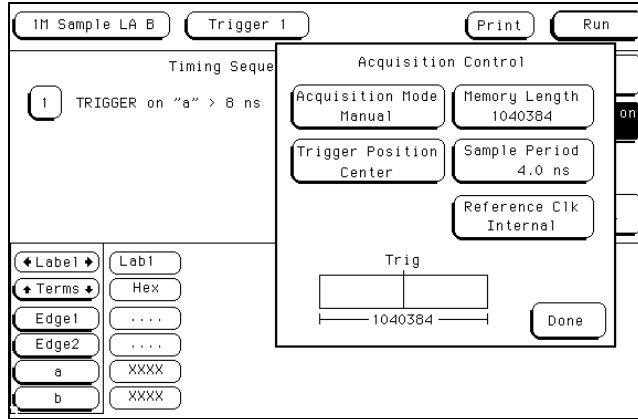 1M Sample LA B Trigger 1 Print Run
Timing Seque
1 TRIGGER on "a" > 8 ns
Acquisition Control
Acquisition Mode
Manual
Memory Length
1040384
Trigger Position
Center
Sample Period
4.0 ns
Reference Clk
Internal
Trig
1040384
Done
on
Label Lab1
Terms Hex
Edge1 ....
Edge2 ....
a XXXX
b XXXX